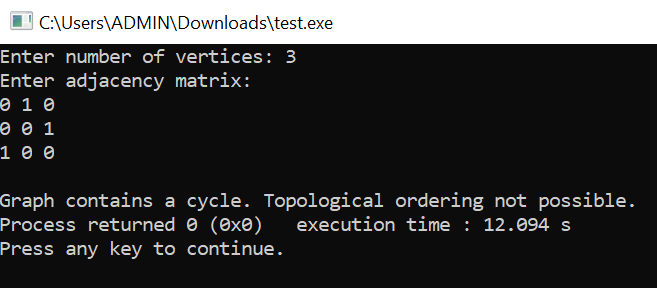 C:\Users\ADMIN\Downloads\test.exe
Enter number of vertices: 3
Enter adjacency matrix:
0 1 0
0 0 1
1 0 0
Graph contains a cycle. Topological ordering not possible.
Process returned 0 (0x0)   execution time : 12.094 s
Press any key to continue.